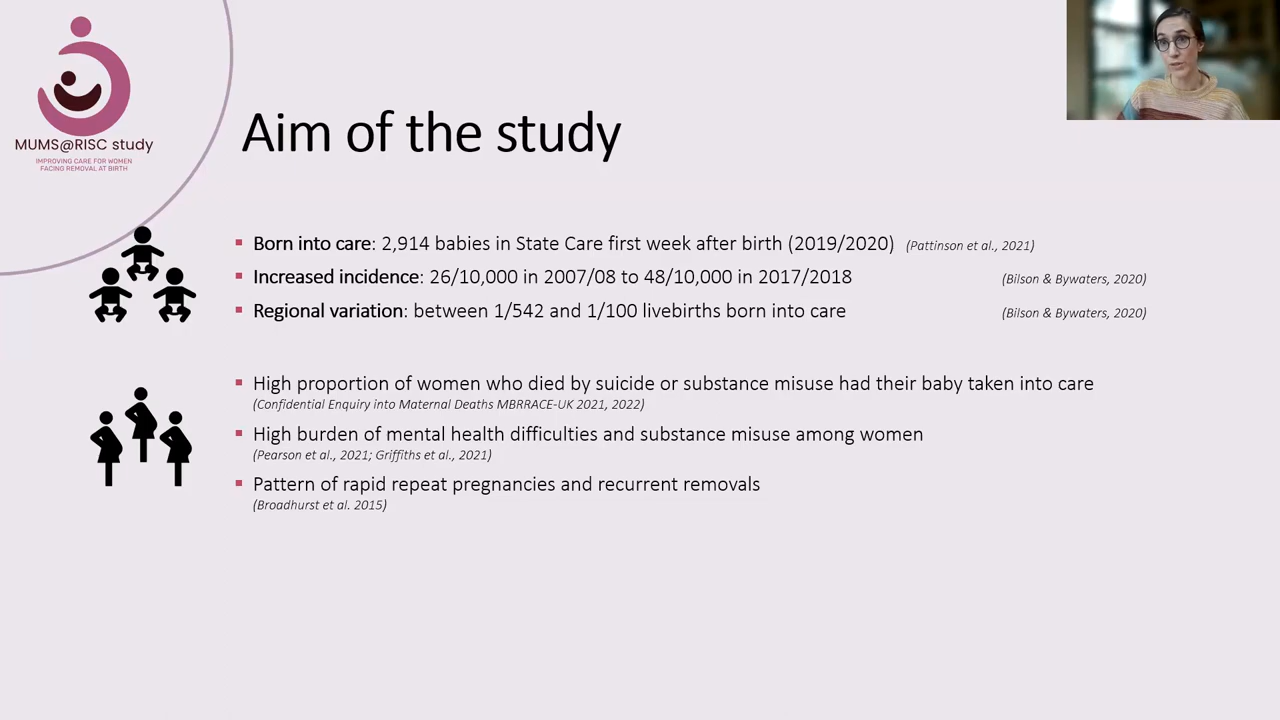 MUMS@RISC study
IMPROVING CARE FOR WOMEN
FACING REMOVAL AT BIRTH
Aim of the study
Born into care: 2,914 babies in State Care first week after birth (2019/2020) (Pattinson et al., 2021)
Increased incidence: 26/10,000 in 2007/08 to 48/10,000 in 2017/2018 (Bilson & Bywaters, 2020)
Regional variation: between 1/542 and 1/100 livebirths born into care (Bilson & Bywaters, 2020)
High proportion of women who died by suicide or substance misuse had their baby taken into care
(Confidential Enquiry into Maternal Deaths MBRRACE-UK 2021, 2022)
High burden of mental health difficulties and substance misuse among women
(Pearson et al., 2021; Griffiths et al., 2021)
Pattern of rapid repeat pregnancies and recurrent removals
(Broadhurst et al. 2015)